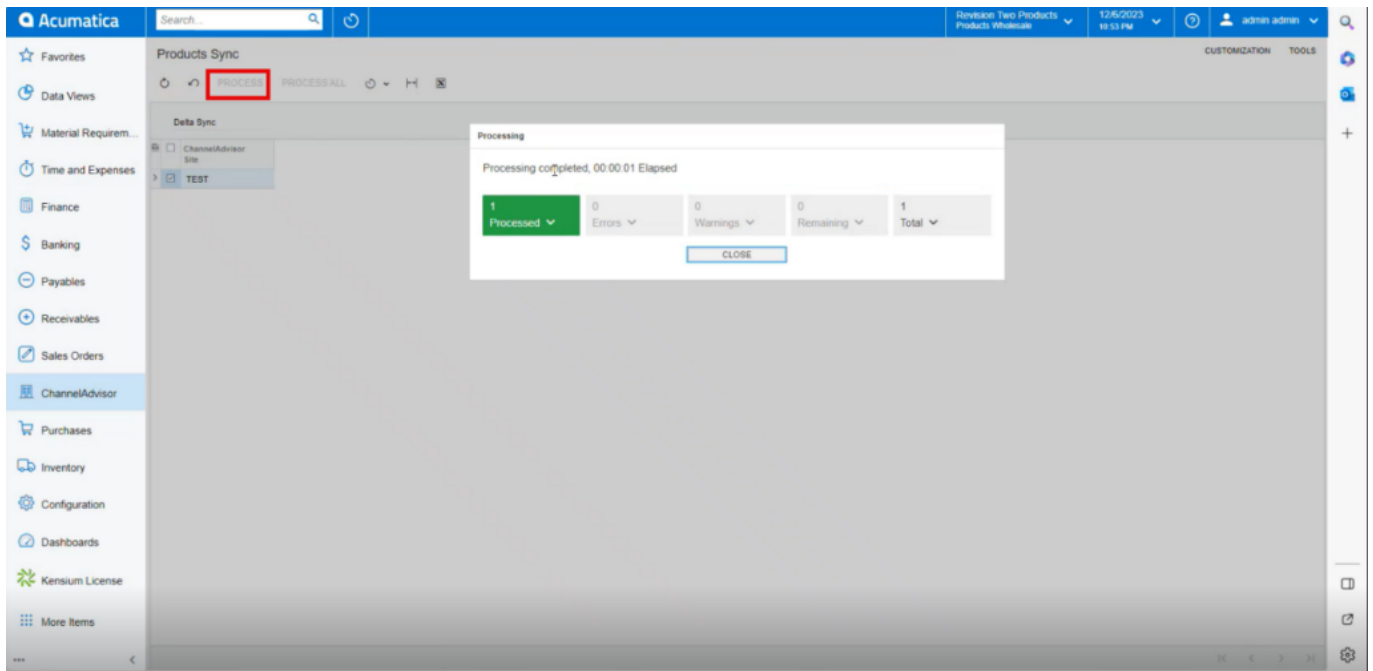 Acumatica
Search...
Revision Two Products
Products Wholesale
12/6/2023
10:53 PM
admin admin
Favorites
Data Views
Material Requirem...
Time and Expenses
Finance
Banking
Payables
Receivables
Sales Orders
ChannelAdvisor
Purchases
Inventory
Configuration
Dashboards
Kensium License
More Items
Products Sync
CUSTOMIZATION TOOLS
PROCESS PROCESS ALL
Delta Sync
ChannelAdvisor
Site
TEST
Processing
Processing completed, 00:00:01 Elapsed
1
Processed
0
Errors
0
Warnings
0
Remaining
1
Total
CLOSE